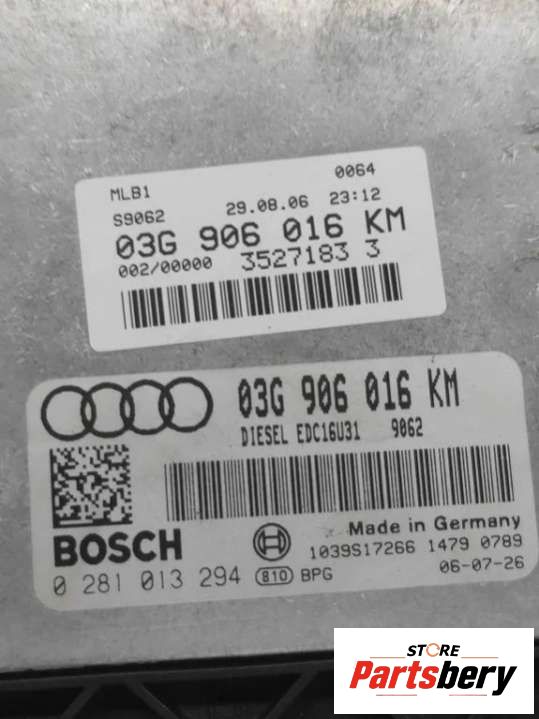 MLB1 0064
S9062 29.08.06 23:12
03G 906 016 KM
002/00000 3527183 3
03G 906 016 KM
DIESEL EDC16U31 9062
BOSCH
Made in Germany
1039S17266 1479 0789
0 281 013 294 810 BPG 06-07-26
STORE
Partsbery